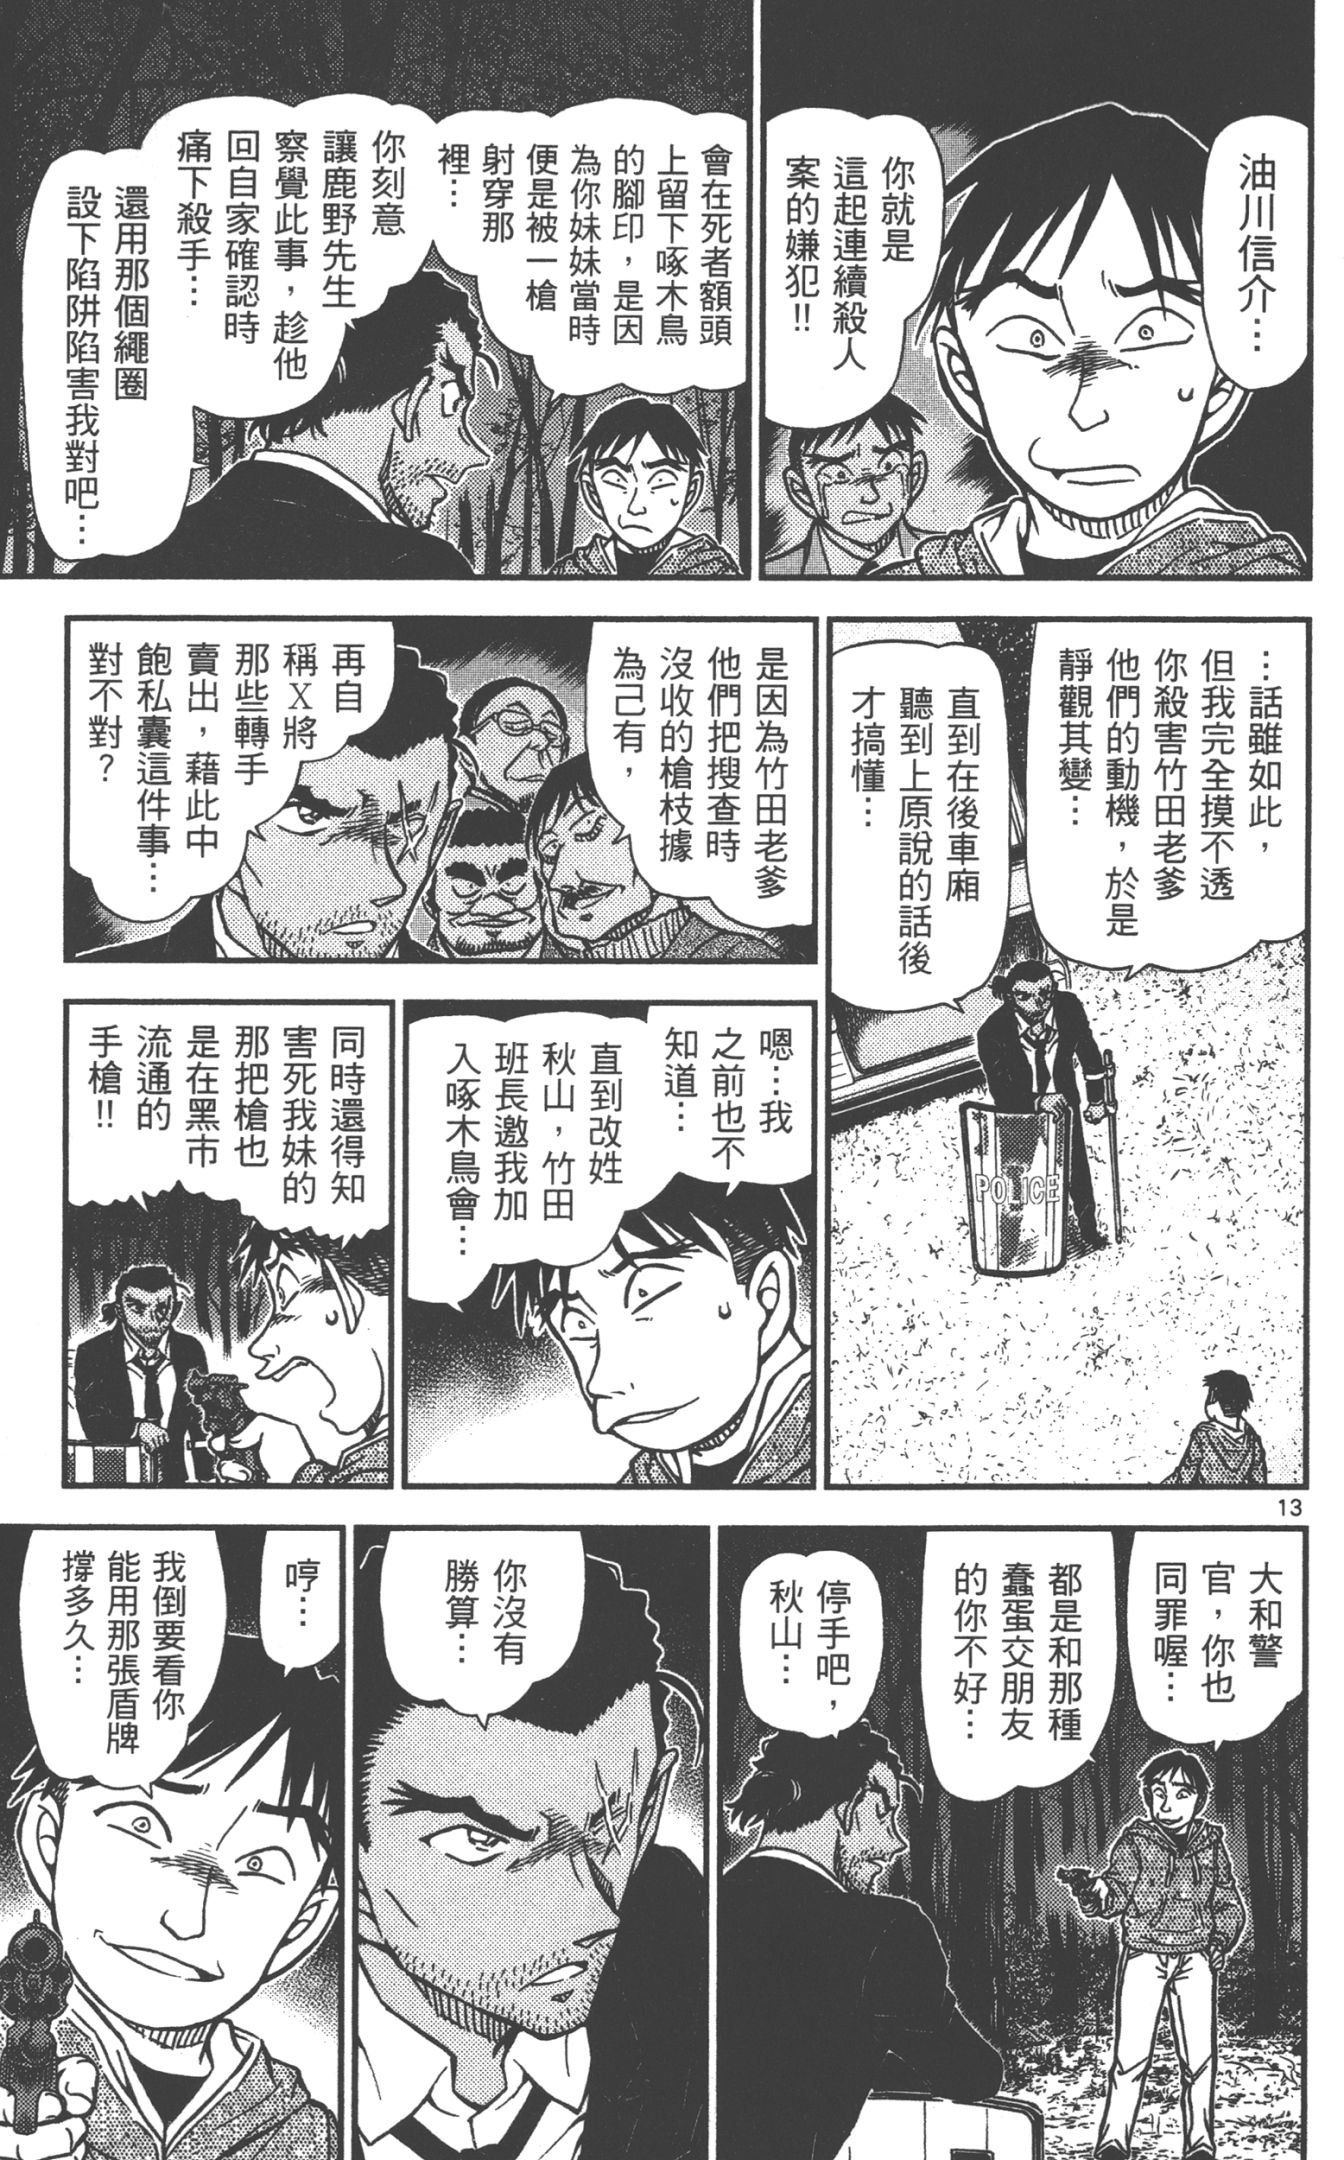 油川信介…
你就是
這起連續殺人
案的嫌犯!!
會在死者額頭
上留下啄木鳥
的腳印，是因
為你妹妹當時
便是被一槍
射穿那
裡…
你刻意
讓鹿野先生
察覺此事，趁他
回自家確認時
痛下殺手…
還用那個繩圈
設下陷阱陷害我對吧…
…話雖如此，
但我完全摸不透
你殺害竹田老爹
他們的動機，於是
靜觀其變…
直到在後車廂
聽到上原說的話後
才搞懂…
POLICE
是因為竹田老爹
他們把搜查時
沒收的槍枝據
為己有，
再自
稱X將
那些轉手
賣出，藉此中
飽私囊這件事…
對不對？
嗯…我
之前也不
知道…
直到改姓
秋山，竹田
班長邀我加
入啄木鳥會…
同時還得知
害死我妹的
那把槍也
是在黑市
流通的
手槍!!
13
大和警
官，你也
同罪喔…
都是和那種
蠢蛋交朋友
的你不好…
停手吧，
秋山…
你沒有
勝算…
哼…
我倒要看你
能用那張盾牌
撐多久…